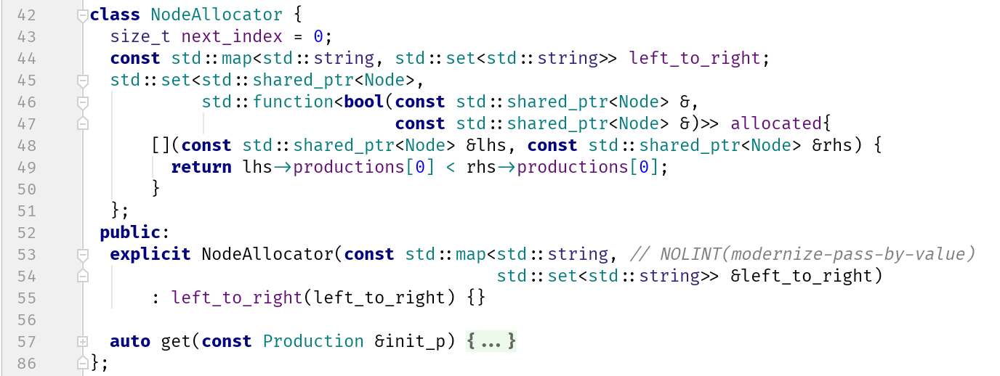 42 class NodeAllocator {
43   size_t next_index = 0;
44   const std::map<std::string, std::set<std::string>> left_to_right;
45   std::set<std::shared_ptr<Node>,
46            std::function<bool(const std::shared_ptr<Node> &,
47                               const std::shared_ptr<Node> &)>> allocated{
48       [](const std::shared_ptr<Node> &lhs, const std::shared_ptr<Node> &rhs) {
49         return lhs->productions[0] < rhs->productions[0];
50       }
51   };
52  public:
53   explicit NodeAllocator(const std::map<std::string, // NOLINT(modernize-pass-by-value)
54                                         std::set<std::string>> &left_to_right)
55       : left_to_right(left_to_right) {}
56
57   auto get(const Production &init_p) {...}
86 };